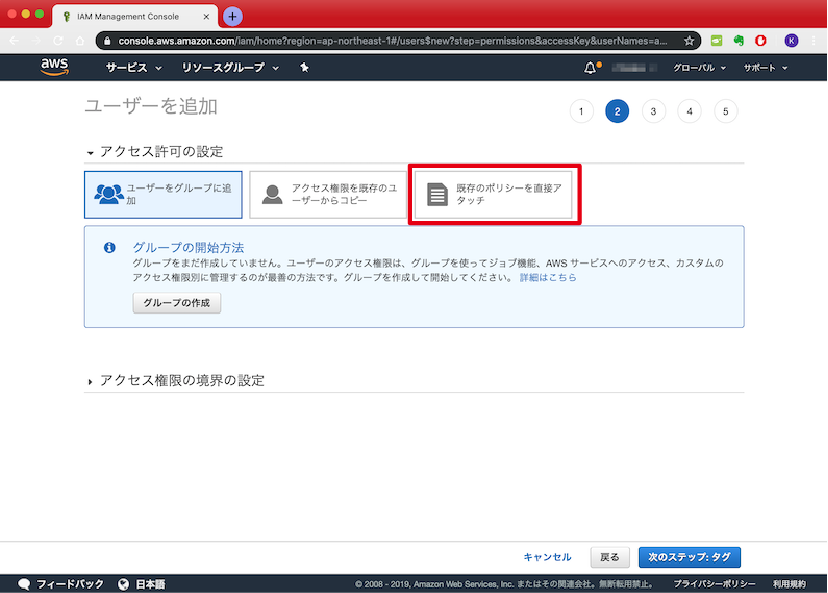 IAM Management Console
console.aws.amazon.com/iam/home?region=ap-northeast-1#/users$new?step=permissions&accessKey&userNames=a...
K
aws
サービス
リソースグループ
グローバル
サポート
ユーザーを追加
1
2
3
4
5
アクセス許可の設定
ユーザーをグループに追
加
アクセス権限を既存のユ
ーザーからコピー
既存のポリシーを直接ア
タッチ
グループの開始方法
グループをまだ作成していません。ユーザーのアクセス権限は、グループを使ってジョブ機能、AWS サービスへのアクセス、カスタムの
アクセス権限別に管理するのが最善の方法です。グループを作成して開始してください。 詳細はこちら
グループの作成
アクセス権限の境界の設定
キャンセル
戻る
次のステップ: タグ
フィードバック
日本語
© 2008 - 2019, Amazon Web Services, Inc. またはその関連会社。無断転用禁止。
プライバシーポリシー
利用規約